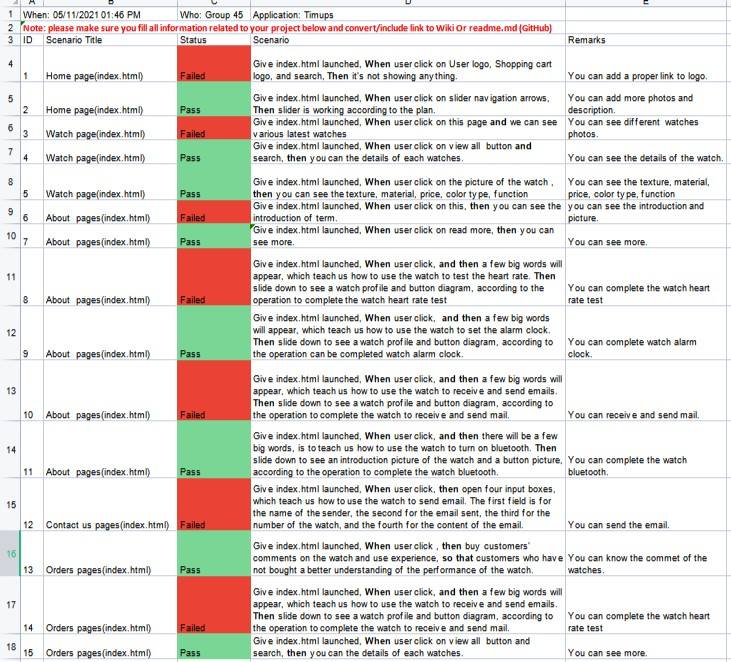 A B C D E
1 When: 05/11/2021 01:46 PM Who: Group 45 Application: Timups
2 Note: please make sure you fill all information related to your project below and convert/include link to Wiki Or readme.md (GitHub)
3 ID Scenario Title Status Scenario Remarks
4
Give index.html launched, When user click on User logo, Shopping cart
1 Home page(index.html) Failed logo, and search, Then it's not showing anything. You can add a proper link to logo.
5
Give index.html launched, When user click on slider navigation arrows, You can add more photos and
2 Home page(index.html) Pass Then slider is working according to the plan. description.
6
Give index.html launched, When user click on this page and we can see You can see different watches
3 Watch page(index.html) Failed various latest watches photos.
7
Give index.html launched, When user click on view all button and
4 Watch page(index.html) Pass search, then you can the details of each watches. You can see the details of the watch.
8
Give index.html launched, When user click on the picture of the watch , You can see the texture, material,
5 Watch page(index.html) Pass then you can see the texture, material, price, color type, function price, color type, function
9
Give index.html launched, When user click on this, then you can see the you can see the introduction and
6 About pages(index.html) Failed introduction of term. picture.
10
Give index.html launched, When user click on read more, then you can
7 About pages(index.html) Pass see more. You can see more.
11
Give index.html launched, When user click, and then a few big words will
appear, which teach us how to use the watch to test the heart rate. Then
slide down to see a watch profile and button diagram, according to the You can complete the watch heart
8 About pages(index.html) Failed operation to complete the watch heart rate test rate test
12
Give index.html launched, When user click, and then a few big words
will appear, which teach us how to use the watch to set the alarm clock.
Then slide down to see a watch profile and button diagram, according to You can complete watch alarm
9 About pages(index.html) Pass the operation can be completed watch alarm clock. clock.
13
Give index.html launched, When user click, and then a few big words will
appear, which teach us how to use the watch to receive and send emails.
Then slide down to see a watch profile and button diagram, according to
10 About pages(index.html) Failed the operation to complete the watch to receive and send mail. You can receive and send mail.
14
Give index.html launched, When user click, and then there will be a few
big words, is to teach us how to use the watch to turn on bluetooth. Then
slide down to see an introduction picture of the watch and a button picture, You can complete the watch
11 About pages(index.html) Pass according to the operation to complete the watch bluetooth. bluetooth.
15
Give index.html launched, When user click, then open four input boxes,
which teach us how to use the watch to send email. The first field is for
the name of the sender, the second for the email sent, the third for the
12 Contact us pages(index.html) Failed number of the watch, and the fourth for the content of the email. You can send the email.
16
Give index.html launched, When user click , then buy customers'
comments on the watch and use experience, so that customers who have You can know the commet of the
13 Orders pages(index.html) Pass not bought a better understanding of the performance of the watch. watches.
17
Give index.html launched, When user click, and then a few big words will
appear, which teach us how to use the watch to receive and send emails.
Then slide down to see a watch profile and button diagram, according to You can complete the watch heart
14 Orders pages(index.html) Failed the operation to complete the watch to receive and send mail. rate test
18
Give index.html launched, When user click on view all button and
15 Orders pages(index.html) Pass search, then you can the details of each watches. You can see more.